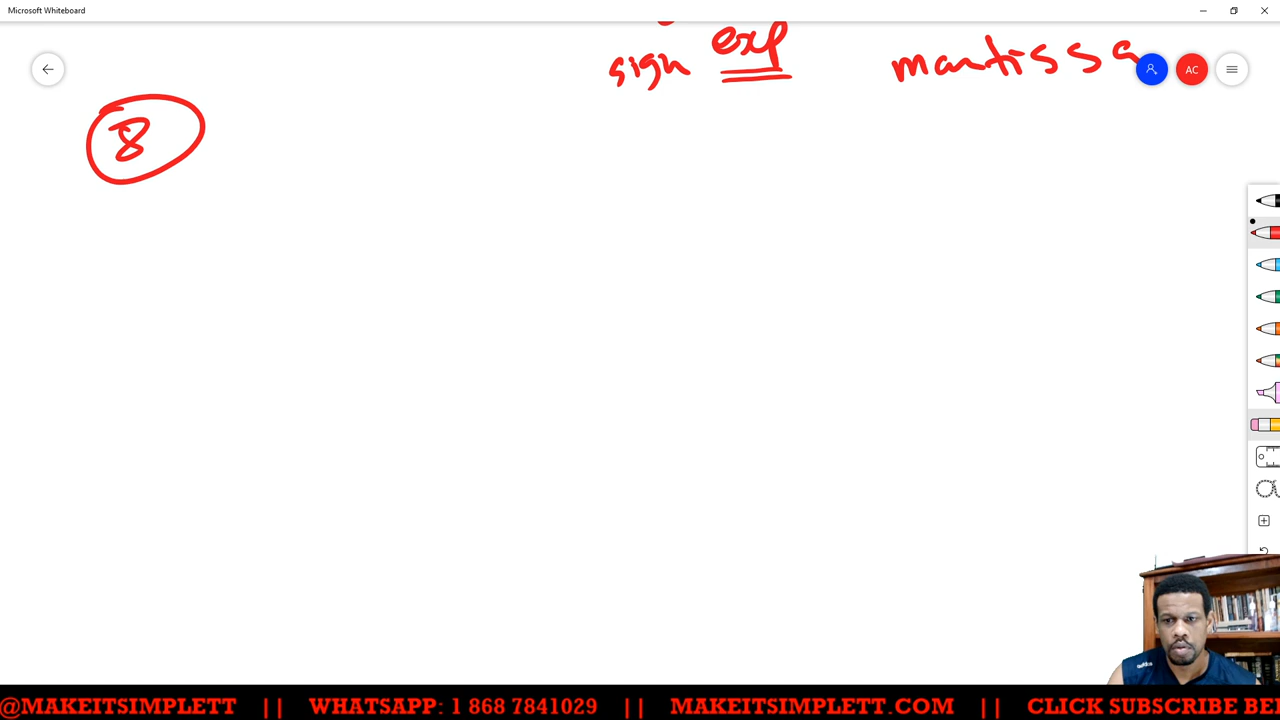 Microsoft Whiteboard
sign exp mantissa
AC
8
@MAKEITSIMPLETT || WHATSAPP: 1 868 7841029 || MAKEITSIMPLETT.COM || CLICK SUBSCRIBE BE